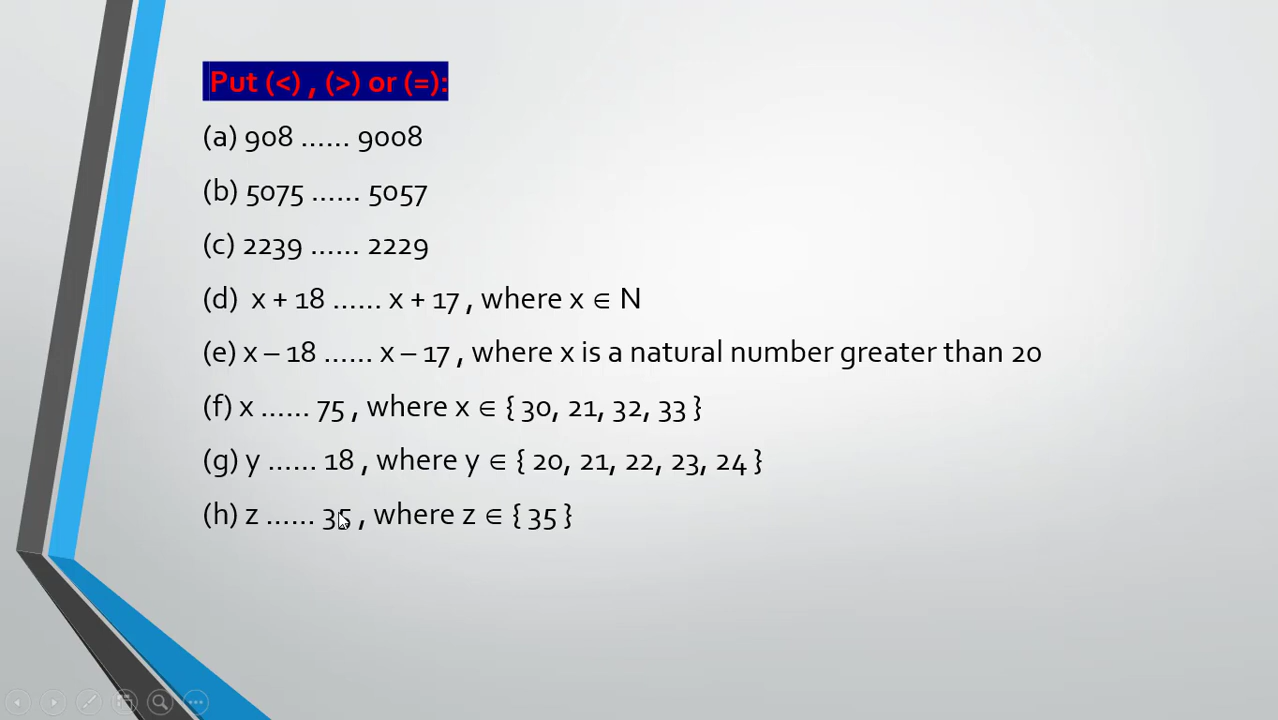 Put (<) , (>) or (=):
(a) 908 ...... 9008
(b) 5075 ...... 5057
(c) 2239 ...... 2229
(d) x + 18 ...... x + 17 , where x ∈ N
(e) x – 18 ...... x – 17 , where x is a natural number greater than 20
(f) x ...... 75 , where x ∈ { 30, 21, 32, 33 }
(g) y ...... 18 , where y ∈ { 20, 21, 22, 23, 24 }
(h) z ...... 35 , where z ∈ { 35 }